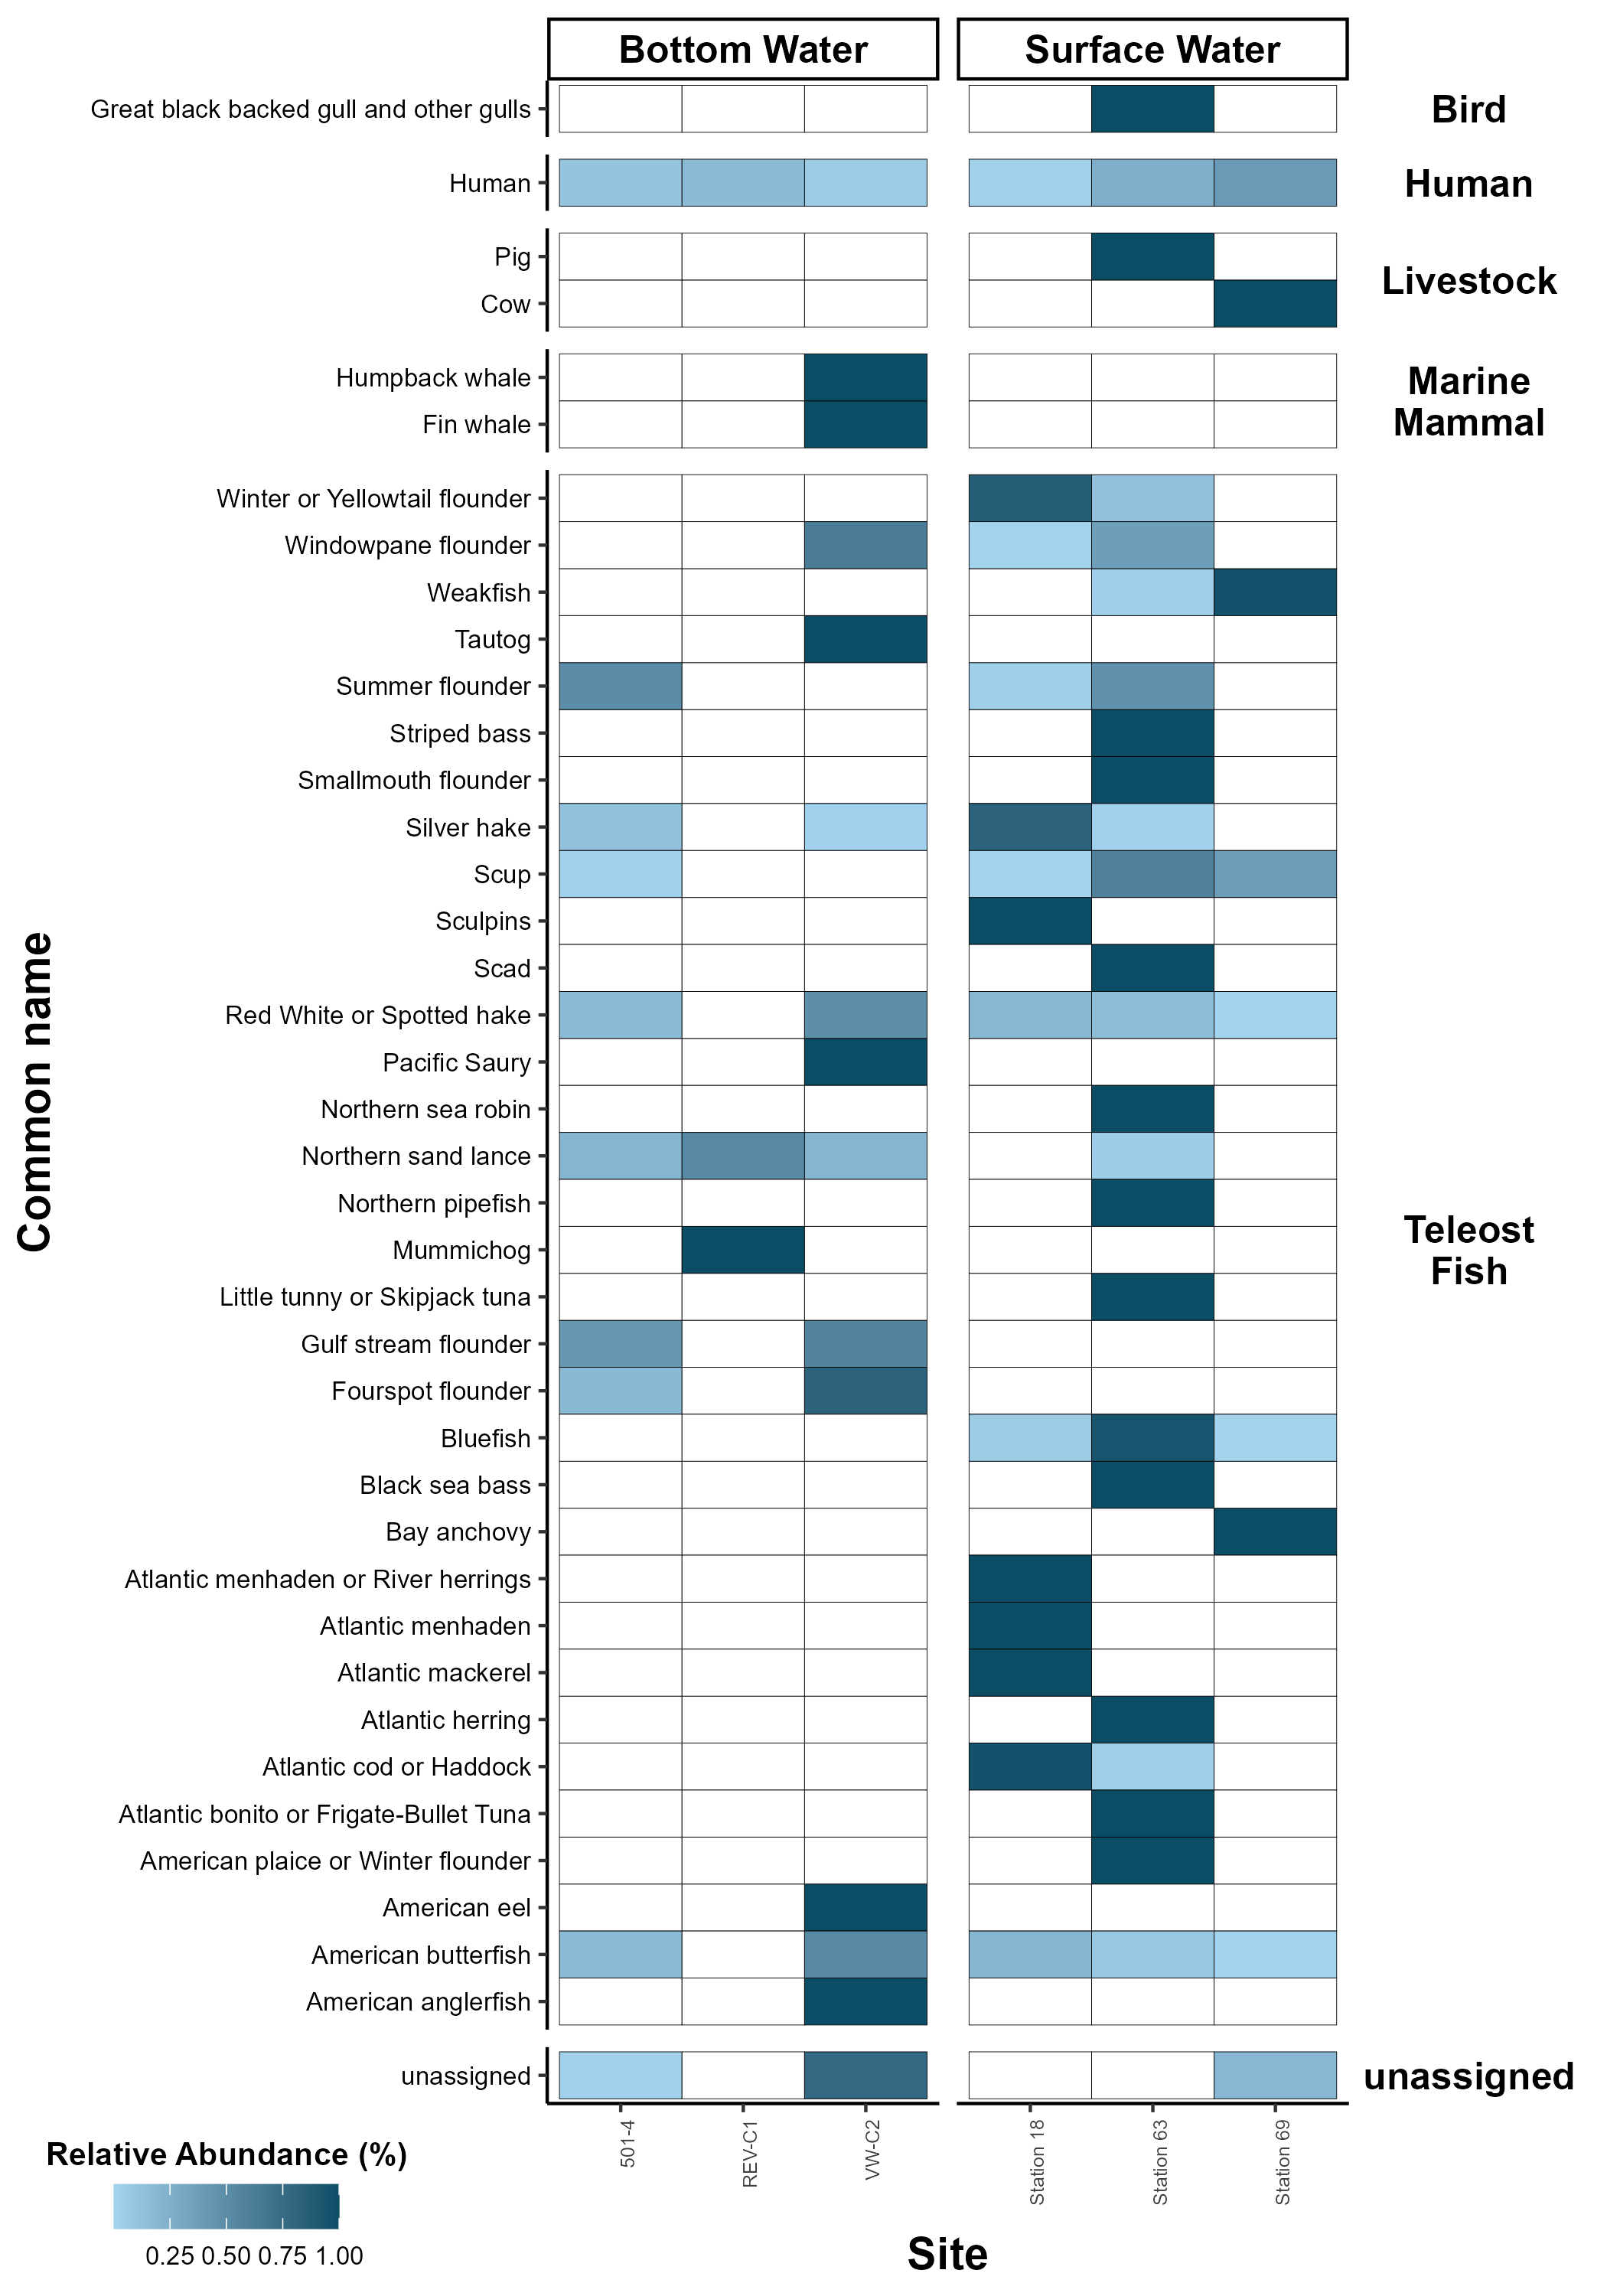 Bottom Water
Surface Water
Great black backed gull and other gulls
Bird
Human
Human
Pig
Cow
Livestock
Humpback whale
Fin whale
Marine
Mammal
Winter or Yellowtail flounder
Windowpane flounder
Weakfish
Tautog
Summer flounder
Striped bass
Smallmouth flounder
Silver hake
Scup
Sculpins
Scad
Red White or Spotted hake
Pacific Saury
Northern sea robin
Northern sand lance
Northern pipefish
Mummichog
Little tunny or Skipjack tuna
Gulf stream flounder
Fourspot flounder
Bluefish
Black sea bass
Bay anchovy
Atlantic menhaden or River herrings
Atlantic menhaden
Atlantic mackerel
Atlantic herring
Atlantic cod or Haddock
Atlantic bonito or Frigate-Bullet Tuna
American plaice or Winter flounder
American eel
American butterfish
American anglerfish
Teleost
Fish
unassigned
unassigned
Common name
501-4
REV-C1
VW-C2
Station 18
Station 63
Station 69
Site
Relative Abundance (%)
0.25 0.50 0.75 1.00